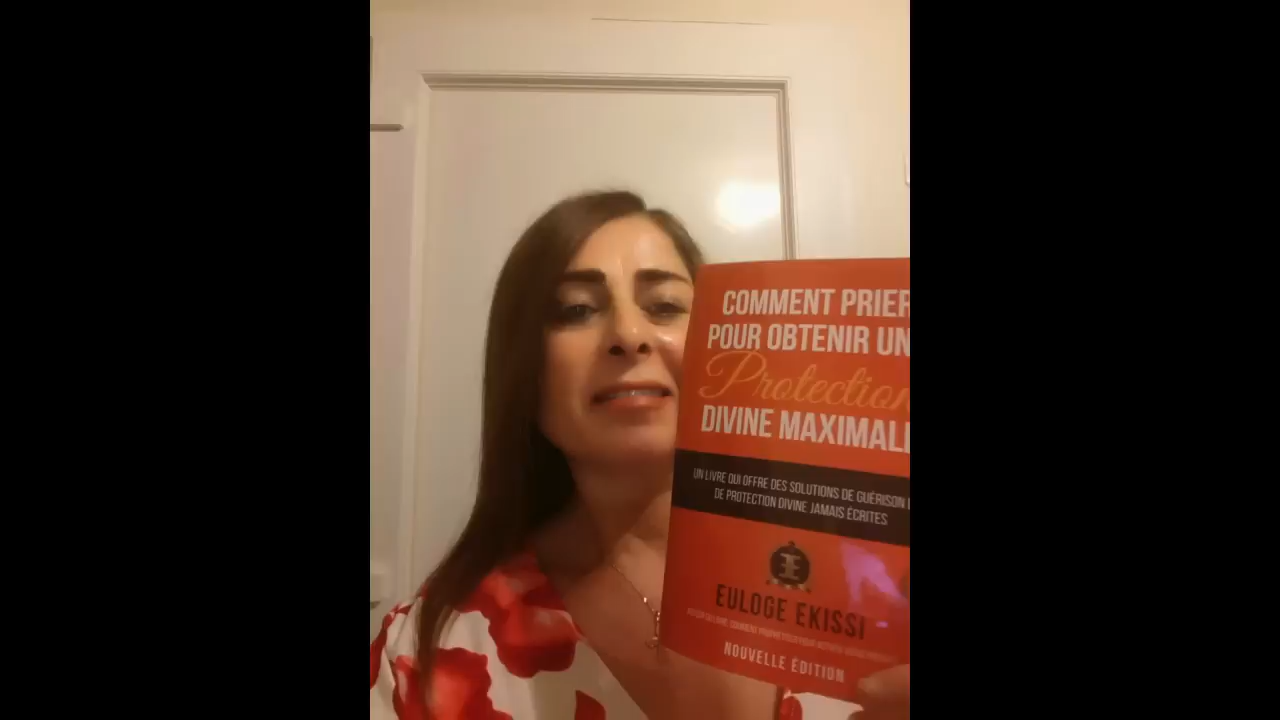 COMMENT PRIER
POUR OBTENIR UN
Protection
DIVINE MAXIMALE
UN LIVRE QUI OFFRE DES SOLUTIONS DE GUÉRISON
DE PROTECTION DIVINE JAMAIS ÉCRITES
EULOGE EKISSI
NOUVELLE ÉDITION